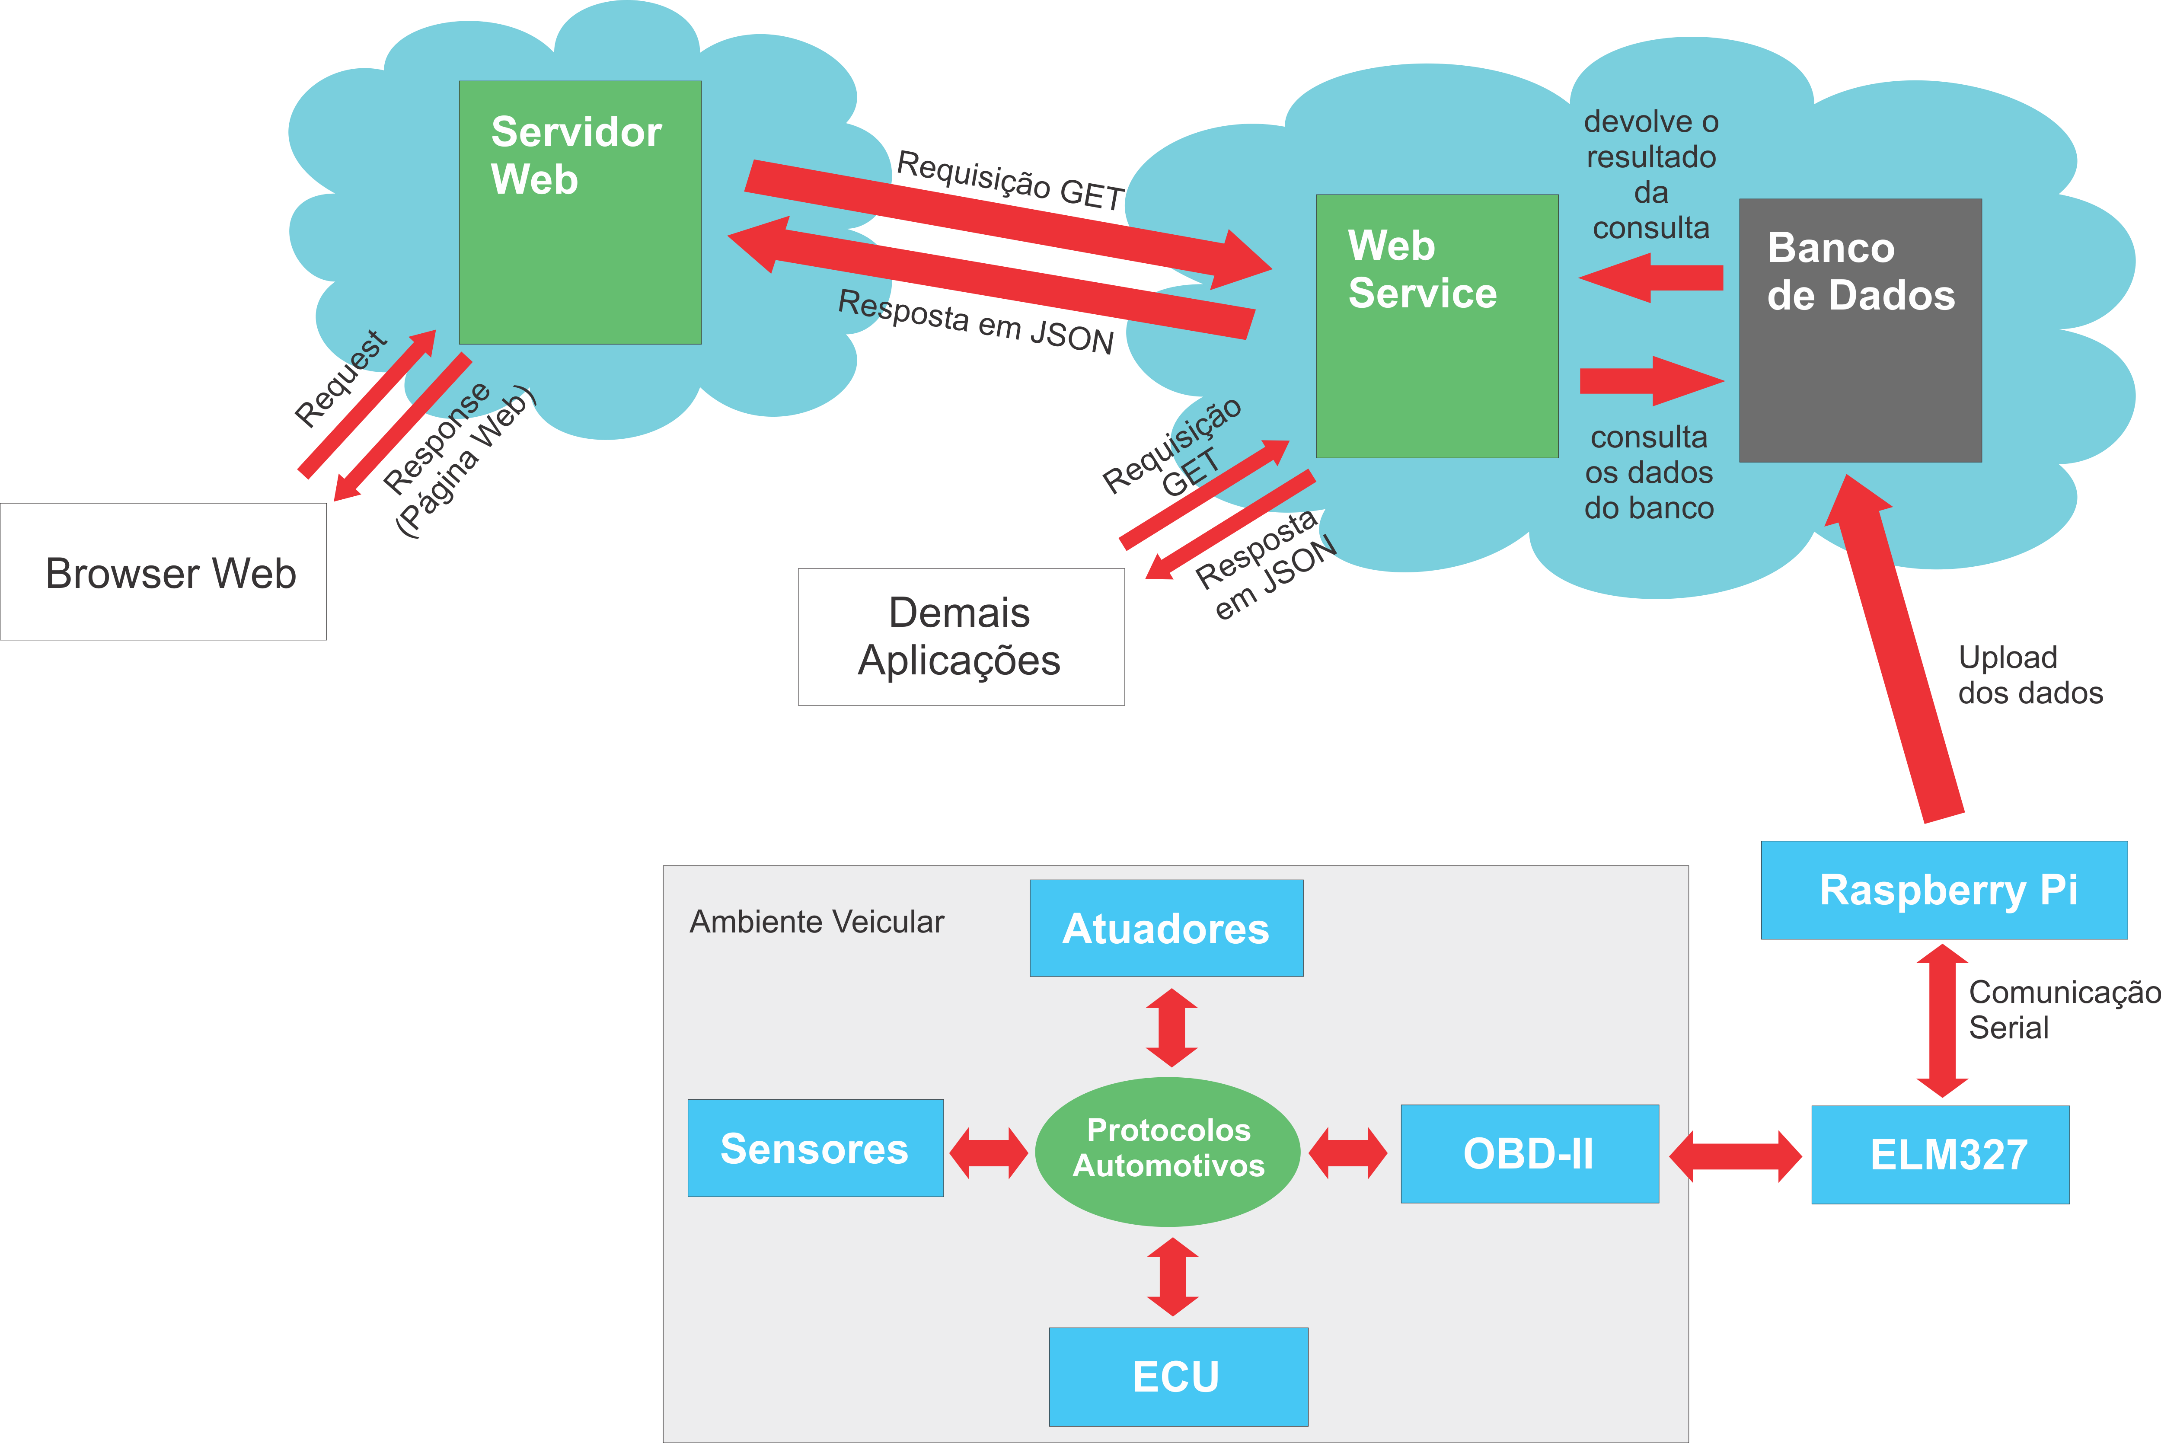 Servidor
Web
Requisição GET
Resposta em JSON
devolve o
resultado
da
consulta
Web
Service
Banco
de Dados
consulta
os dados
do banco
Request
Response
(Página Web)
Browser Web
Requisição
GET
Resposta
em JSON
Demais
Aplicações
Upload
dos dados
Raspberry Pi
Comunicação
Serial
Ambiente Veicular
Atuadores
Sensores
Protocolos
Automotivos
OBD-II
ELM327
ECU